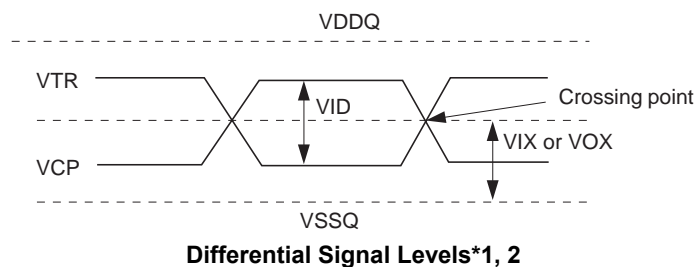 VDDQ
VTR
VID
Crossing point
VIX or VOX
VCP
VSSQ
Differential Signal Levels*1, 2